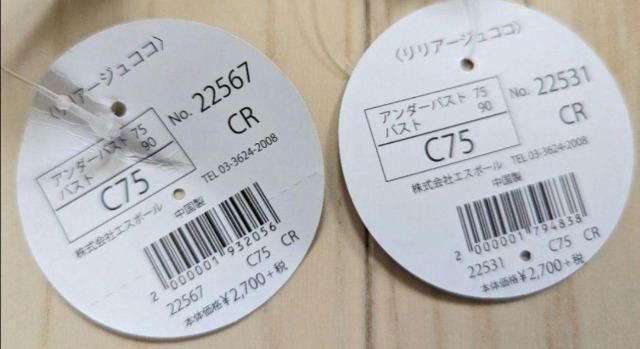 〈リリアージュココ〉
No. 22567
アンダーバスト 75
バスト 90
C75
CR
TEL 03-3624-2008
株式会社エスポール
中国製
2 000001 932056
22567 C75 CR
本体価格¥2,700+税
〈リリアージュココ〉
No. 22531
アンダーバスト 75
バスト 90
C75
CR
TEL 03-3624-2008
株式会社エスポール
中国製
2 000001 794838
22531 C75 CR
本体価格¥2,700+税